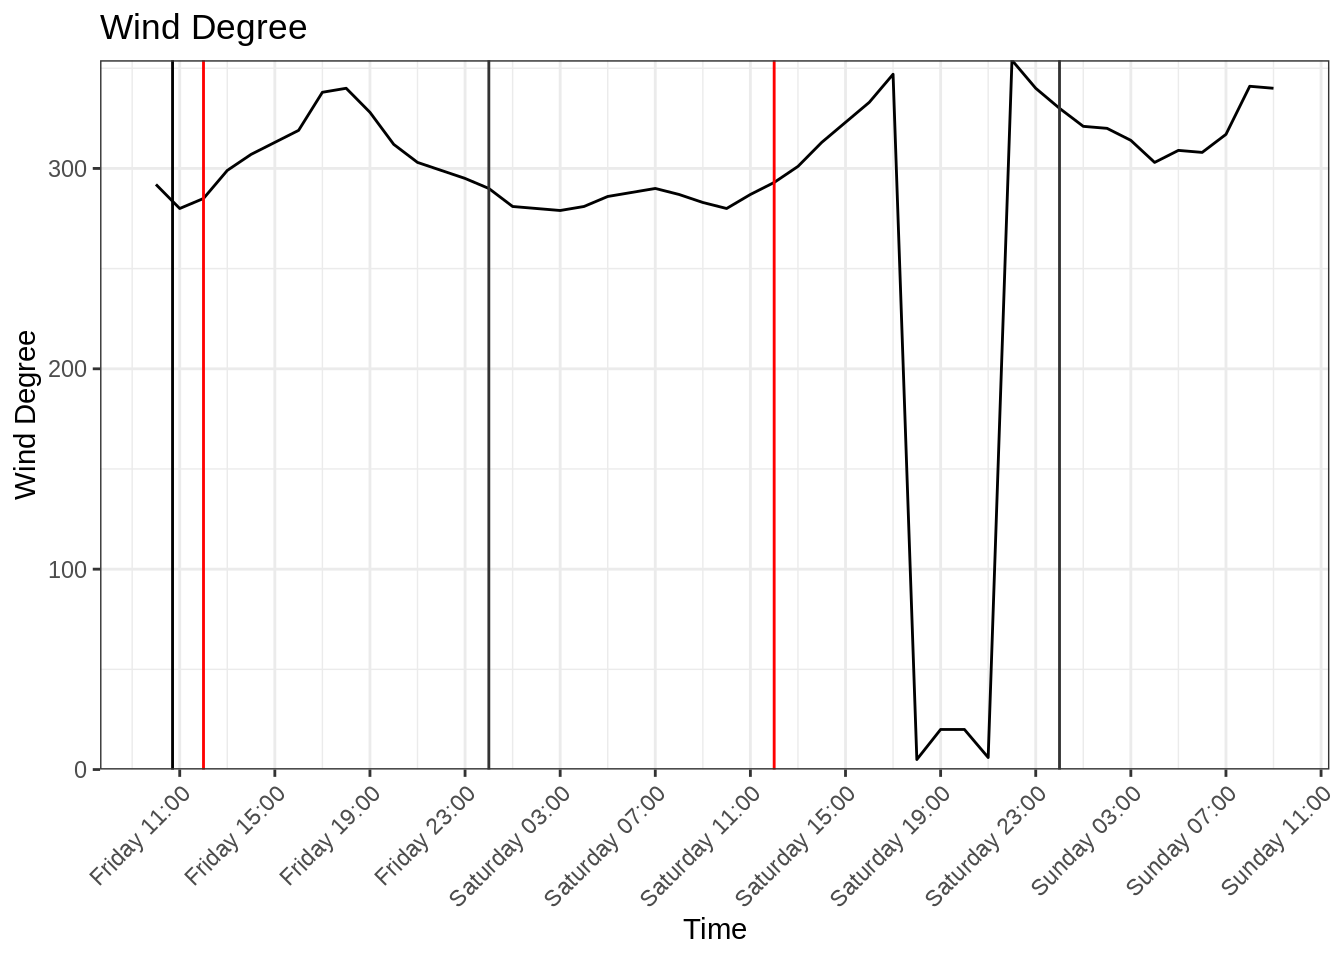 Wind Degree
Wind Degree
300
200
100
0
Friday 11:00
Friday 15:00
Friday 19:00
Friday 23:00
Saturday 03:00
Saturday 07:00
Saturday 11:00
Saturday 15:00
Saturday 19:00
Saturday 23:00
Sunday 03:00
Sunday 07:00
Sunday 11:00
Time